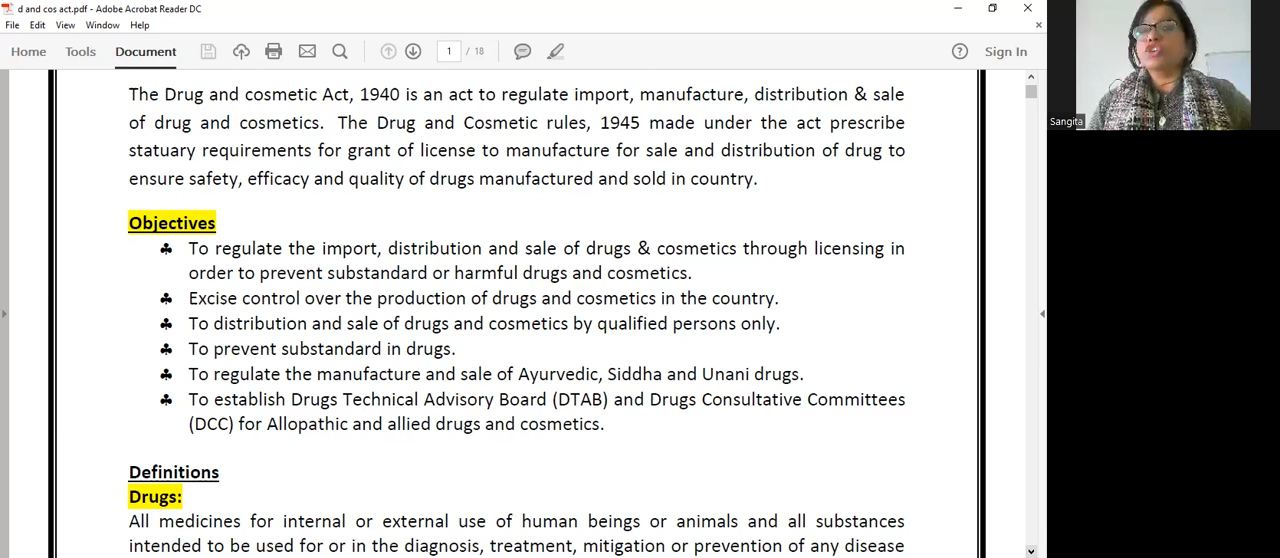 d and cos act.pdf - Adobe Acrobat Reader DC
File Edit View Window Help
Home Tools Document 1 / 18 Sign In
The Drug and cosmetic Act, 1940 is an act to regulate import, manufacture, distribution & sale
of drug and cosmetics. The Drug and Cosmetic rules, 1945 made under the act prescribe
statuary requirements for grant of license to manufacture for sale and distribution of drug to
ensure safety, efficacy and quality of drugs manufactured and sold in country.
Objectives
♣ To regulate the import, distribution and sale of drugs & cosmetics through licensing in
order to prevent substandard or harmful drugs and cosmetics.
♣ Excise control over the production of drugs and cosmetics in the country.
♣ To distribution and sale of drugs and cosmetics by qualified persons only.
♣ To prevent substandard in drugs.
♣ To regulate the manufacture and sale of Ayurvedic, Siddha and Unani drugs.
♣ To establish Drugs Technical Advisory Board (DTAB) and Drugs Consultative Committees
(DCC) for Allopathic and allied drugs and cosmetics.
Definitions
Drugs:
All medicines for internal or external use of human beings or animals and all substances
intended to be used for or in the diagnosis, treatment, mitigation or prevention of any disease
Sangita